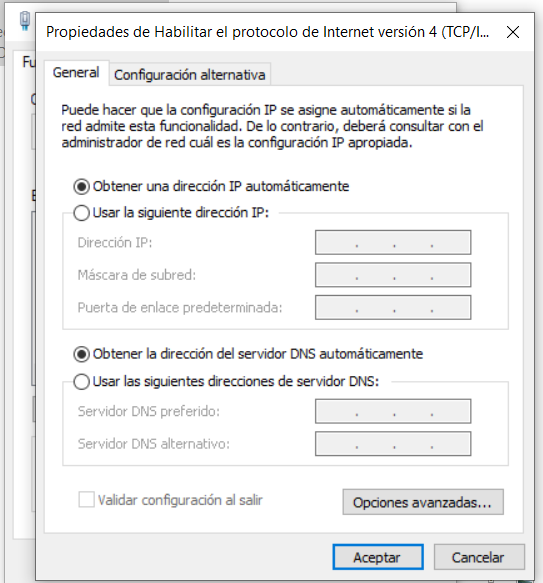 Propiedades de Habilitar el protocolo de Internet versión 4 (TCP/I...
General
Configuración alternativa
Puede hacer que la configuración IP se asigne automáticamente si la
red admite esta funcionalidad. De lo contrario, deberá consultar con el
administrador de red cuál es la configuración IP apropiada.
Obtener una dirección IP automáticamente
Usar la siguiente dirección IP:
Dirección IP:
Máscara de subred:
Puerta de enlace predeterminada:
Obtener la dirección del servidor DNS automáticamente
Usar las siguientes direcciones de servidor DNS:
Servidor DNS preferido:
Servidor DNS alternativo:
Validar configuración al salir
Opciones avanzadas...
Aceptar
Cancelar